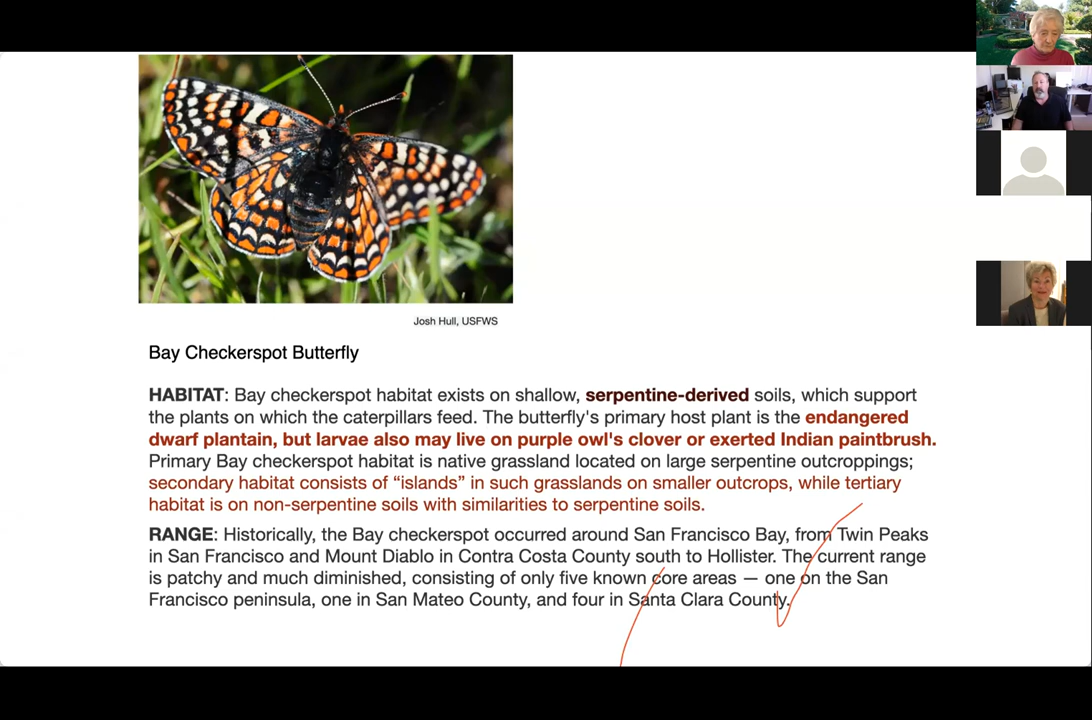 Josh Hull, USFWS
Bay Checkerspot Butterfly
HABITAT: Bay checkerspot habitat exists on shallow, serpentine-derived soils, which support
the plants on which the caterpillars feed. The butterfly's primary host plant is the endangered
dwarf plantain, but larvae also may live on purple owl's clover or exerted Indian paintbrush.
Primary Bay checkerspot habitat is native grassland located on large serpentine outcroppings;
secondary habitat consists of “islands” in such grasslands on smaller outcrops, while tertiary
habitat is on non-serpentine soils with similarities to serpentine soils.
RANGE: Historically, the Bay checkerspot occurred around San Francisco Bay, from Twin Peaks
in San Francisco and Mount Diablo in Contra Costa County south to Hollister. The current range
is patchy and much diminished, consisting of only five known core areas — one on the San
Francisco peninsula, one in San Mateo County, and four in Santa Clara County.